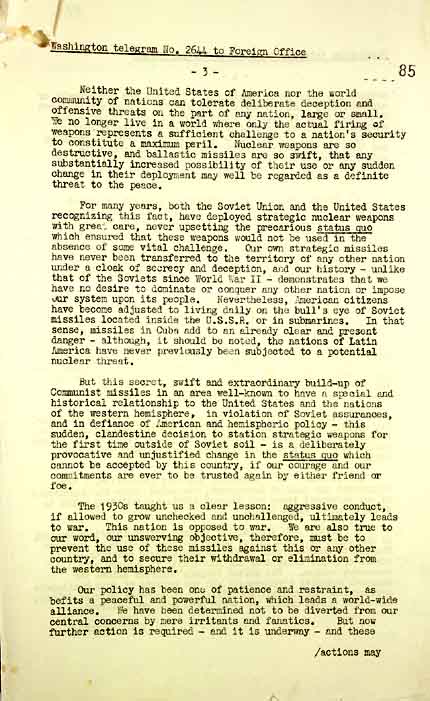 Washington telegram No. 2644 to Foreign Office
- 3 -
85
Neither the United States of America nor the world
community of nations can tolerate deliberate deception and
offensive threats on the part of any nation, large or small.
We no longer live in a world where only the actual firing of
weapons represents a sufficient challenge to a nation's security
to constitute a maximum peril. Nuclear weapons are so
destructive, and ballastic missiles are so swift, that any
substantially increased possibility of their use or any sudden
change in their deployment may well be regarded as a definite
threat to the peace.
For many years, both the Soviet Union and the United States
recognizing this fact, have deployed strategic nuclear weapons
with great care, never upsetting the precarious status quo
which ensured that these weapons would not be used in the
absence of some vital challenge. Our own strategic missiles
have never been transferred to the territory of any other nation
under a cloak of secrecy and deception, and our history - unlike
that of the Soviets since World War II - demonstrates that we
have no desire to dominate or conquer any other nation or impose
our system upon its people. Nevertheless, American citizens
have become adjusted to living daily on the bull's eye of Soviet
missiles located inside the U.S.S.R. or in submarines. In that
sense, missiles in Cuba add to an already clear and present
danger - although, it should be noted, the nations of Latin
America have never previously been subjected to a potential
nuclear threat.
But this secret, swift and extraordinary build-up of
Communist missiles in an area well-known to have a special and
historical relationship to the United States and the nations
of the western hemisphere, in violation of Soviet assurances,
and in defiance of American and hemispheric policy - this
sudden, clandestine decision to station strategic weapons for
the first time outside of Soviet soil - is a deliberately
provocative and unjustified change in the status quo which
cannot be accepted by this country, if our courage and our
commitments are ever to be trusted again by either friend or
foe.
The 1930s taught us a clear lesson: aggressive conduct,
if allowed to grow unchecked and unchallenged, ultimately leads
to war. This nation is opposed to war. We are also true to
our word, our unswerving objective, therefore, must be to
prevent the use of these missiles against this or any other
country, and to secure their withdrawal or elimination from
the western hemisphere.
Our policy has been one of patience and restraint, as
befits a peaceful and powerful nation, which leads a world-wide
alliance. We have been determined not to be diverted from our
central concerns by mere irritants and fanatics. But now
further action is required - and it is underway - and these
/actions may